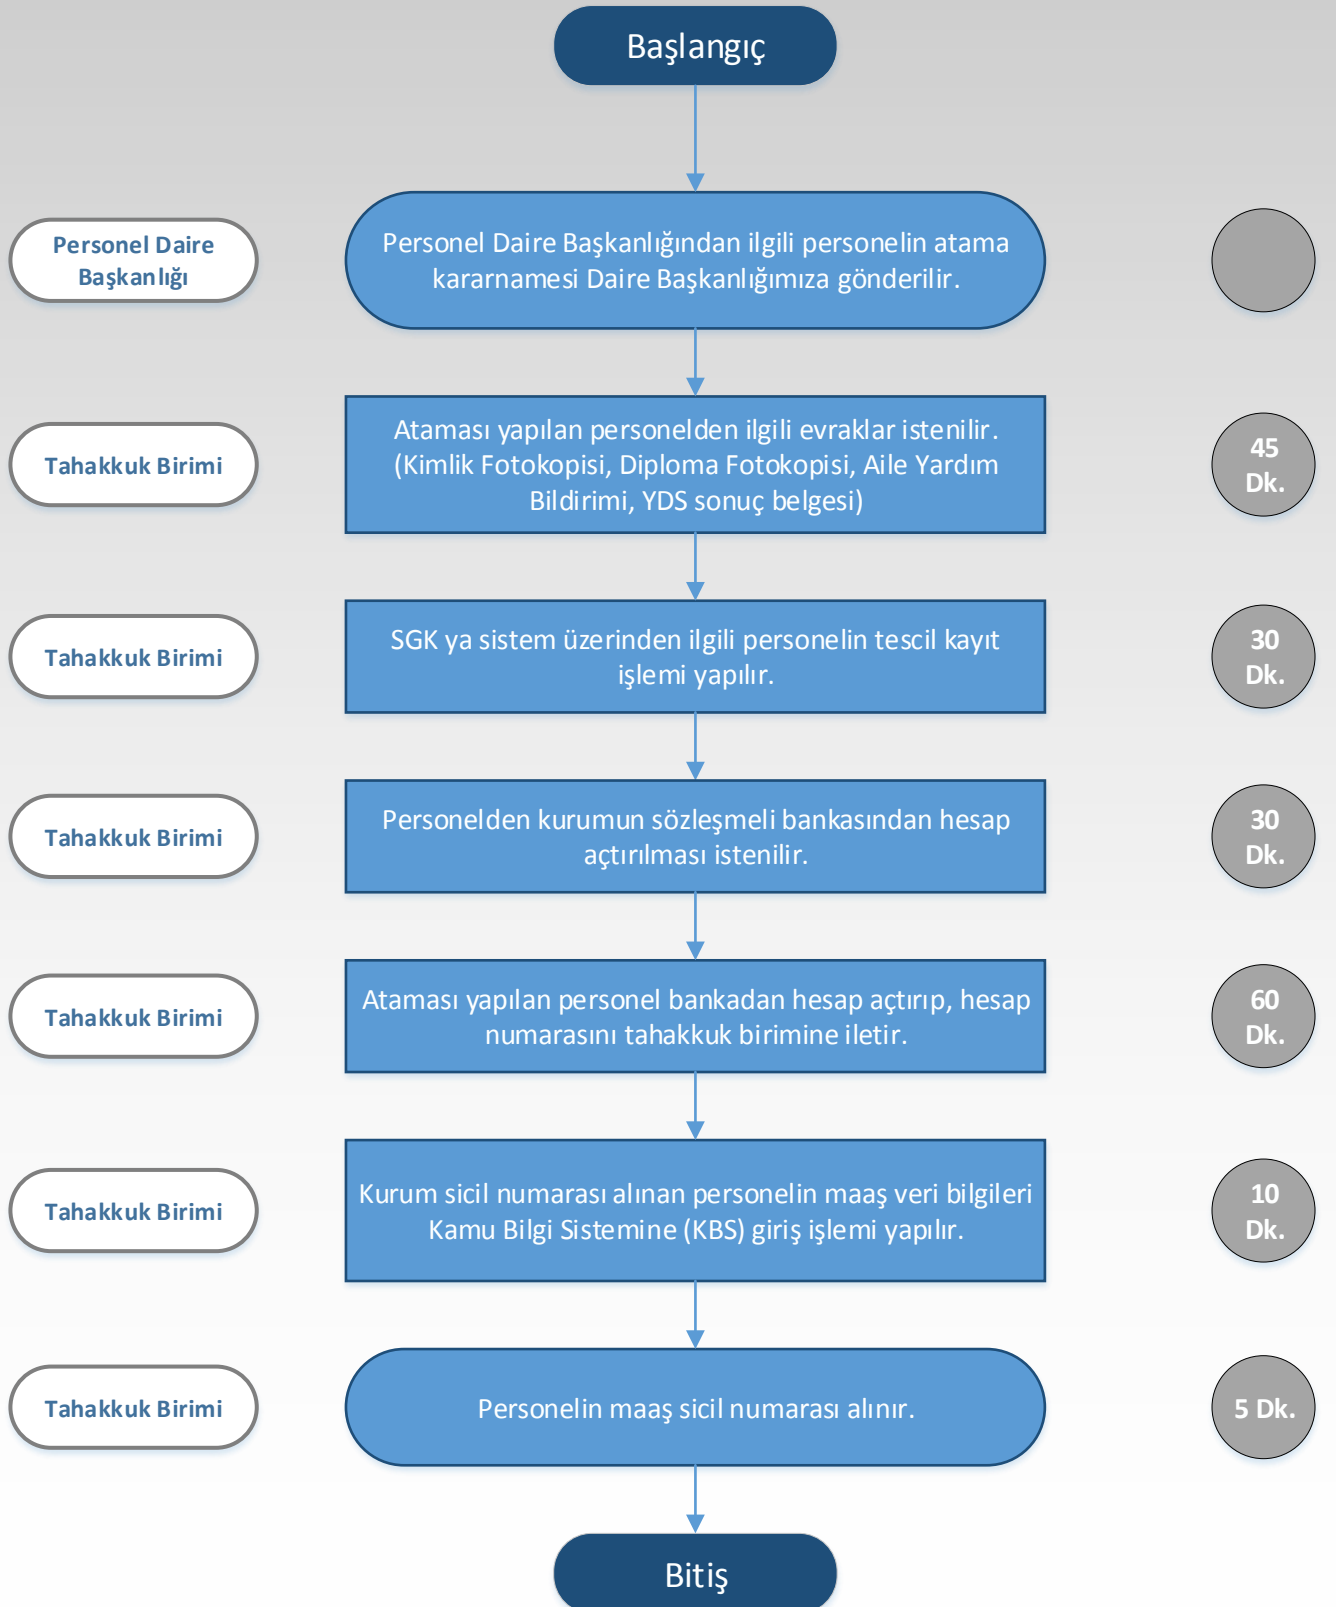 Başlangıç
Personel Daire
Başkanlığı
Personel Daire Başkanlığından ilgili personelin atama
kararnamesi Daire Başkanlığımıza gönderilir.
Tahakkuk Birimi
Ataması yapılan personelden ilgili evraklar istenilir.
(Kimlik Fotokopisi, Diploma Fotokopisi, Aile Yardım
Bildirimi, YDS sonuç belgesi)
45
Dk.
Tahakkuk Birimi
SGK ya sistem üzerinden ilgili personelin tescil kayıt
işlemi yapılır.
30
Dk.
Tahakkuk Birimi
Personelden kurumun sözleşmeli bankasından hesap
açtırılması istenilir.
30
Dk.
Tahakkuk Birimi
Ataması yapılan personel bankadan hesap açtırıp, hesap
numarasını tahakkuk birimine iletir.
60
Dk.
Tahakkuk Birimi
Kurum sicil numarası alınan personelin maaş veri bilgileri
Kamu Bilgi Sistemine (KBS) giriş işlemi yapılır.
10
Dk.
Tahakkuk Birimi
Personelin maaş sicil numarası alınır.
5 Dk.
Bitiş